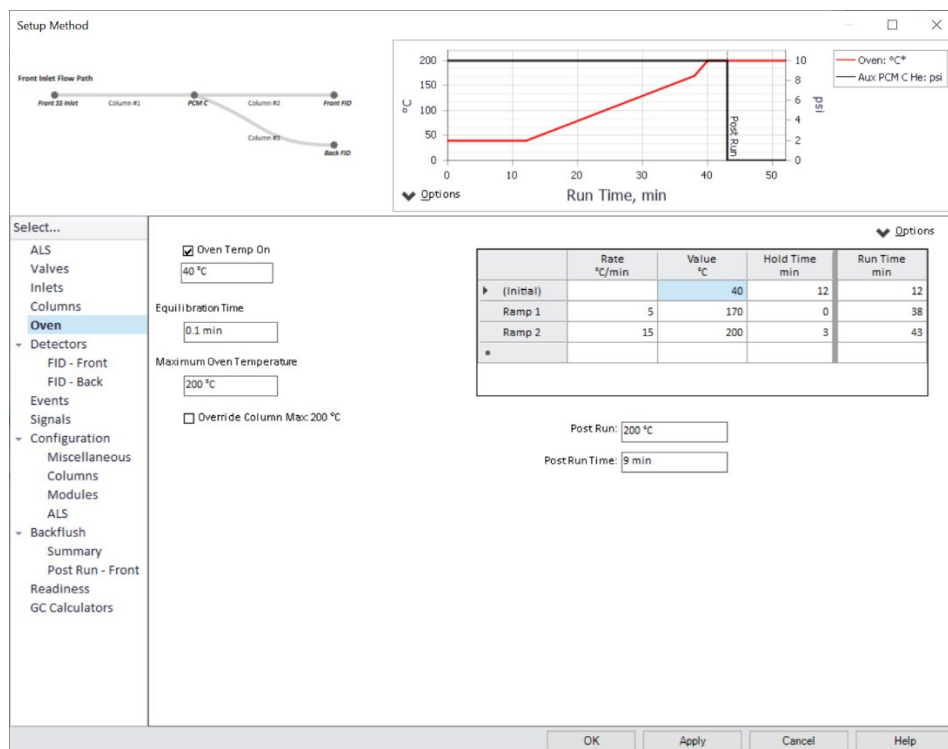 Setup Method
Front Inlet Flow Path
Front SS Inlet Column #1 PCM C Column #2 Front FID
Column #3
Back FID
200 150 100 50 0
°C
0 10 20 30 40 50
Run Time, min
10 8 6 4 2 0
psi
Post Run
Options
Oven: °C*
Aux PCM C He: psi
Select...
ALS
Valves
Inlets
Columns
Oven
Detectors
FID - Front
FID - Back
Events
Signals
Configuration
Miscellaneous
Columns
Modules
ALS
Backflush
Summary
Post Run - Front
Readiness
GC Calculators
Oven Temp On
40 °C
Equilibration Time
0.1 min
Maximum Oven Temperature
200 °C
Override Column Max: 200 °C
Options
Rate °C/min Value °C Hold Time min Run Time min
(Initial) 40 12 12
Ramp 1 5 170 0 38
Ramp 2 15 200 3 43
Post Run: 200 °C
Post Run Time: 9 min
OK Apply Cancel Help